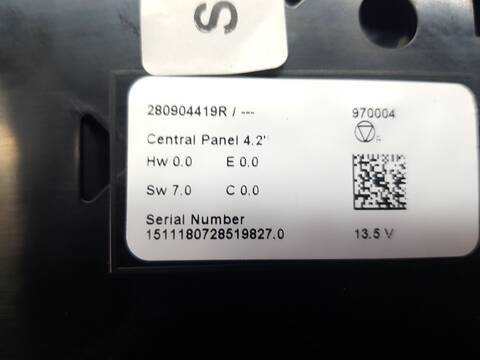 S
280904419R / ---
970004
Central Panel 4.2"
Hw 0.0 E 0.0
Sw 7.0 C 0.0
Serial Number
1511180728519827.0
13.5 V